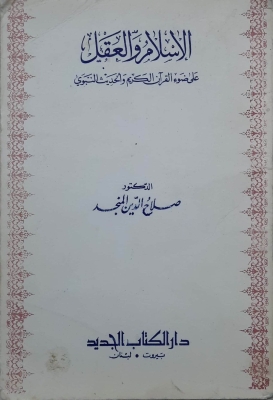 الإسلام والعقل
على ضوء القرآن الكريم والحديث النبوي
الدكتور
صلاح الدين المنجد
دار الكتاب الجديد
بيروت • لبنان